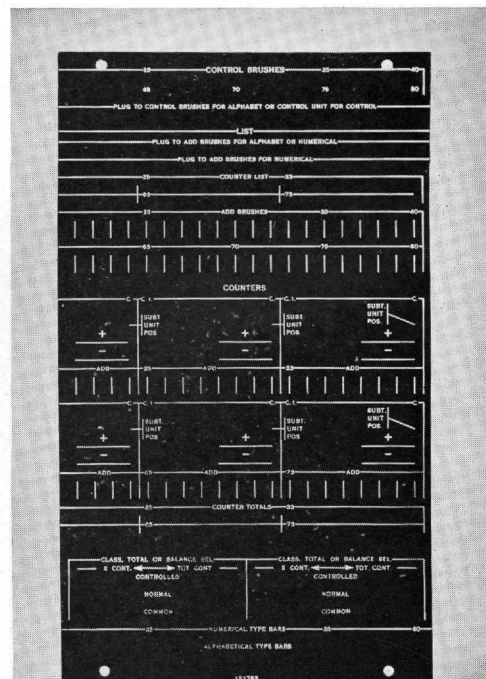 25 CONTROL BRUSHES 35 40
65 70 75 80
PLUG TO CONTROL BRUSHES FOR ALPHABET OR CONTROL UNIT FOR CONTROL
LIST
PLUG TO ADD BRUSHES FOR ALPHABET OR NUMERICAL
PLUG TO ADD BRUSHES FOR NUMERICAL
25 COUNTER LIST 33
65 73
25 ADD BRUSHES 35 40
65 70 75 80
COUNTERS
C. C. I. C. C. I. C.
SUBT. UNIT POS. SUBT. UNIT POS. SUBT. UNIT POS.
+ + +
- - -
ADD 25 ADD 33 ADD
C. C. I. C. C. I. C.
SUBT. UNIT POS. SUBT. UNIT POS. SUBT. UNIT POS.
+ + +
- - -
ADD 65 ADD 73 ADD
25 COUNTER TOTALS 33
65 73
CLASS. TOTAL OR BALANCE SEL. CLASS. TOTAL OR BALANCE SEL.
X CONT. TOT CONT X CONT. TOT CONT
CONTROLLED CONTROLLED
NORMAL NORMAL
COMMON COMMON
25 NUMERICAL TYPE BARS 35 40
ALPHABETICAL TYPE BARS